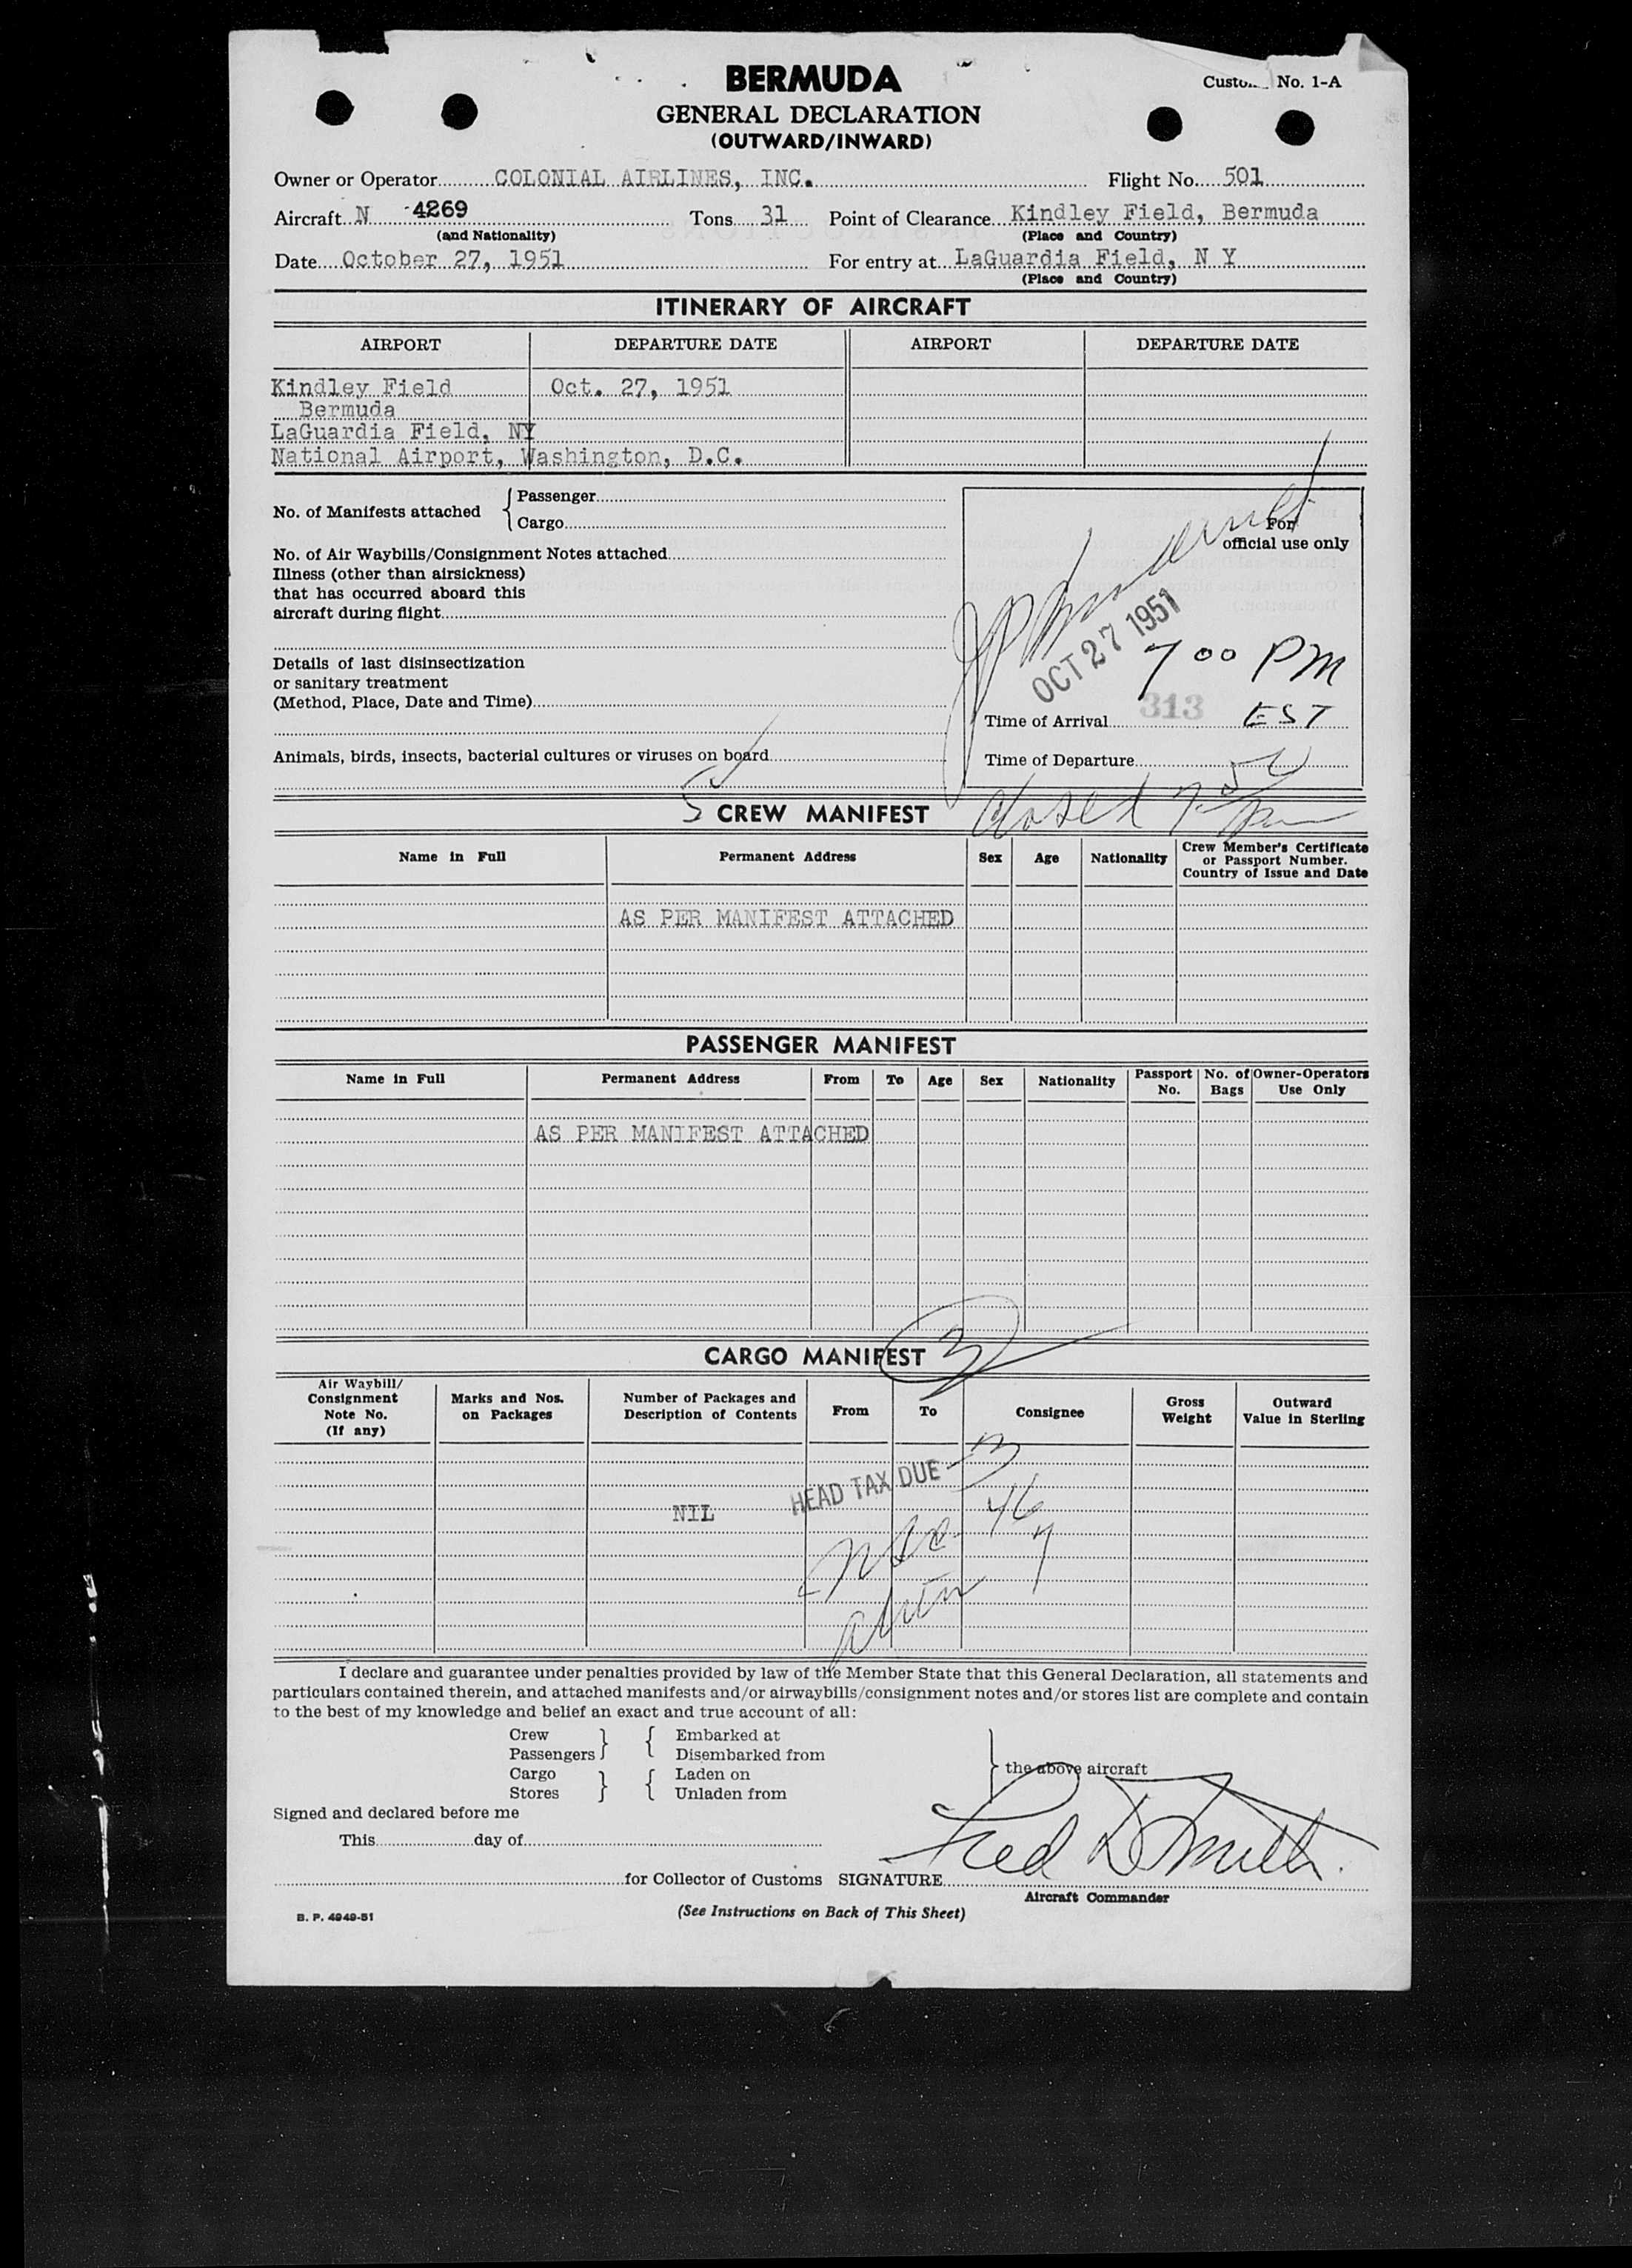 BERMUDA
Custo... No. 1-A
GENERAL DECLARATION
(OUTWARD/INWARD)
Owner or Operator COLONIAL AIRLINES, INC. Flight No. 501
Aircraft N -4269 Tons 31 Point of Clearance Kindley Field, Bermuda
(and Nationality) (Place and Country)
Date October 27, 1951 For entry at LaGuardia Field, N Y
(Place and Country)
ITINERARY OF AIRCRAFT
AIRPORT DEPARTURE DATE AIRPORT DEPARTURE DATE
Kindley Field Oct. 27, 1951
Bermuda
LaGuardia Field, NY
National Airport, Washington, D.C.
No. of Manifests attached { Passenger
Cargo
No. of Air Waybills/Consignment Notes attached
Illness (other than airsickness)
that has occurred aboard this
aircraft during flight
Details of last disinsectization
or sanitary treatment
(Method, Place, Date and Time)
Animals, birds, insects, bacterial cultures or viruses on board
For
official use only
OCT 27 1951
7 00 PM
313
Time of Arrival EST
Time of Departure
5 CREW MANIFEST
closed
Name in Full Permanent Address Sex Age Nationality Crew Member's Certificate
or Passport Number.
Country of Issue and Date
AS PER MANIFEST ATTACHED
PASSENGER MANIFEST
Name in Full Permanent Address From To Age Sex Nationality Passport No. No. of Bags Owner-Operators Use Only
AS PER MANIFEST ATTACHED
CARGO MANIFEST
Air Waybill/
Consignment
Note No.
(If any)
Marks and Nos.
on Packages
Number of Packages and
Description of Contents
From To Consignee
Gross
Weight
Outward
Value in Sterling
HEAD TAX DUE - 3
NIL
46
7
I declare and guarantee under penalties provided by law of the Member State that this General Declaration, all statements and
particulars contained therein, and attached manifests and/or airwaybills/consignment notes and/or stores list are complete and contain
to the best of my knowledge and belief an exact and true account of all:
Crew } { Embarked at
Passengers } { Disembarked from
Cargo } { Laden on } the above aircraft
Stores } { Unladen from
Signed and declared before me
This day of
for Collector of Customs SIGNATURE Fred D Smith.
Aircraft Commander
B. P. 4949-51
(See Instructions on Back of This Sheet)